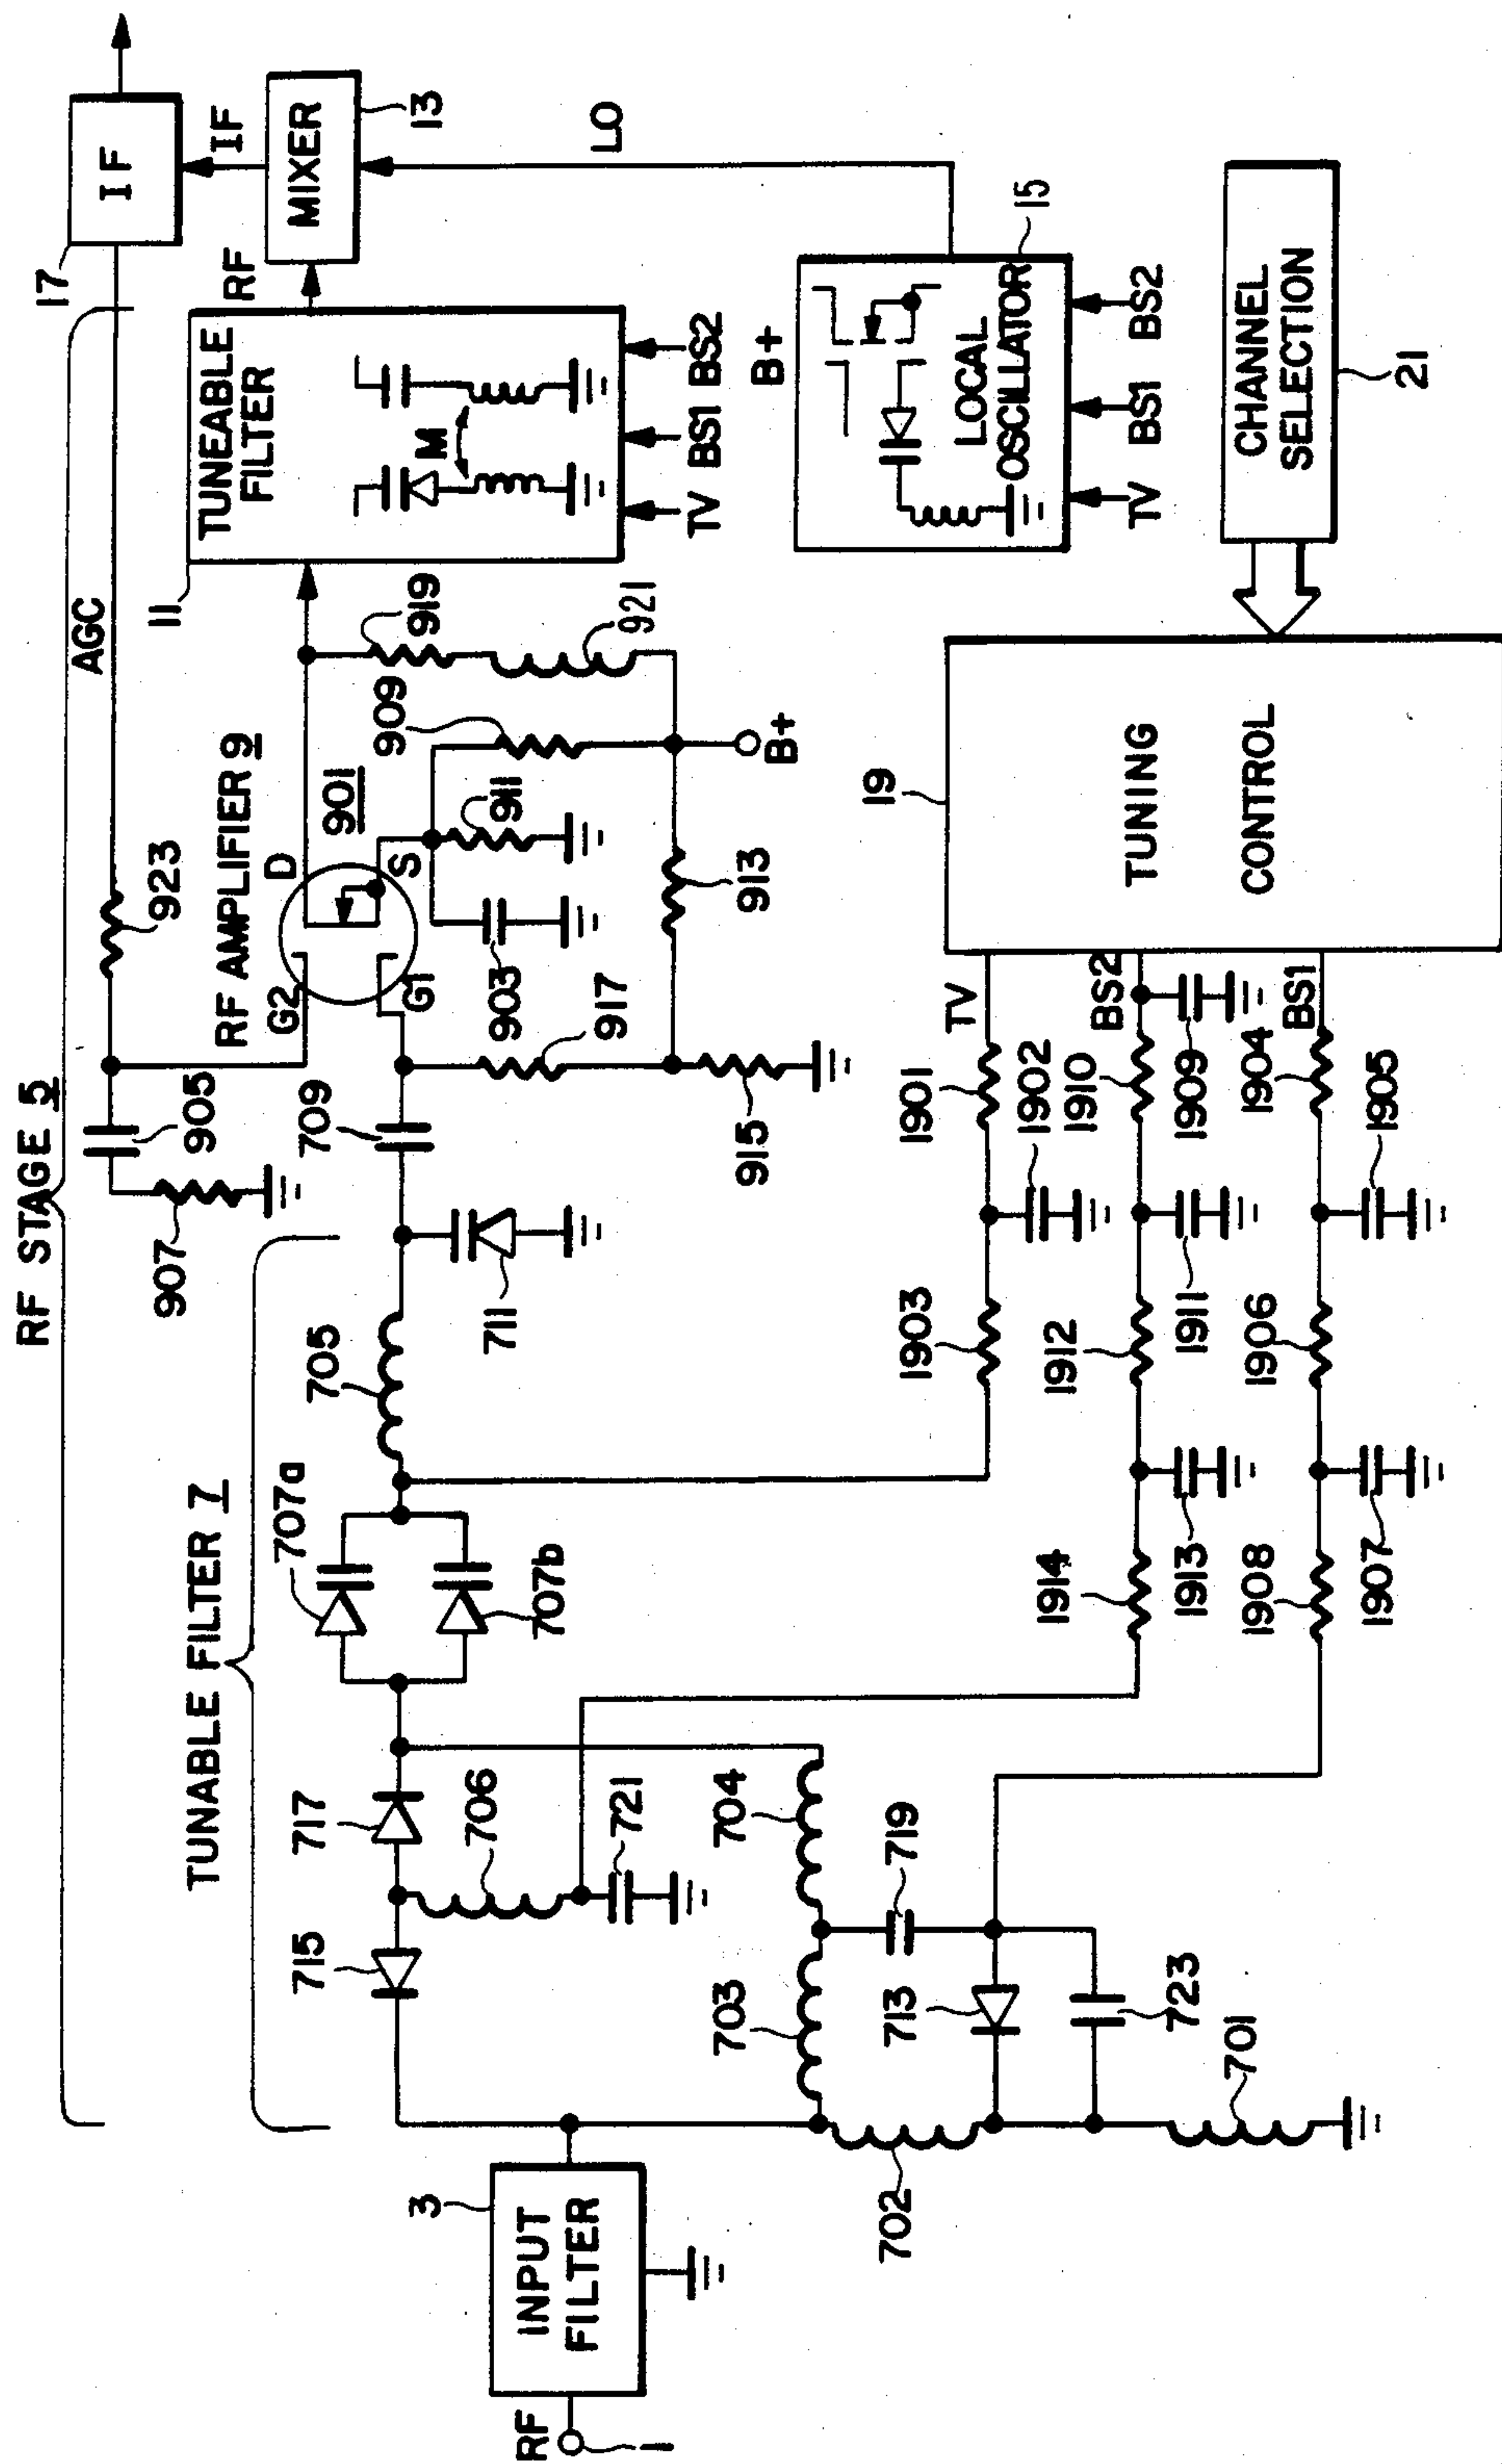 RF STAGE 5
TUNABLE FILTER 7
RF AMPLIFIER 9
AGC
17
IF
IF
MIXER
13
RF
LO
11
TUNEABLE
FILTER
M
TV
BS1
BS2
B+
LOCAL
OSCILLATOR
15
TV
BS1
BS2
CHANNEL
SELECTION
21
19
TUNING
CONTROL
TV
BS2
BS1
RF
1
3
INPUT
FILTER
715
717
706
721
707a
707b
705
711
709
907
905
923
G2
G1
D
S
901
903
911
909
919
921
B+
913
917
915
702
703
704
719
713
723
701
1901
1902
1903
1910
1909
1912
1911
1914
1913
1904
1905
1906
1908
1907